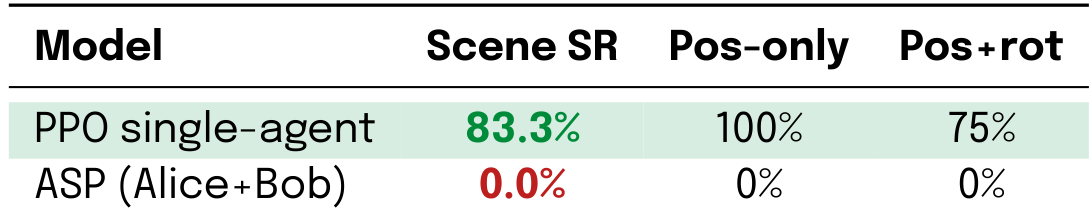 Model Scene SR Pos-only Pos+rot
PPO single-agent 83.3% 100% 75%
ASP (Alice+Bob) 0.0% 0% 0%